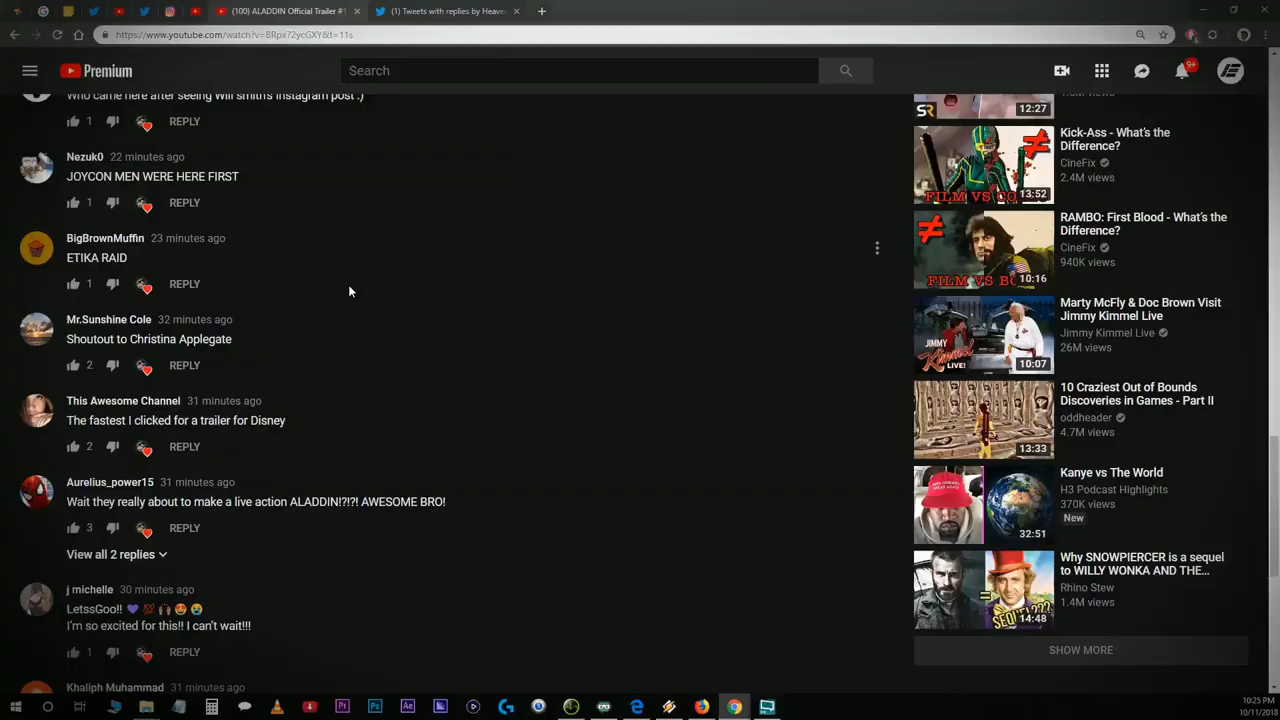 (100) ALADDIN Official Trailer #1
(1) Tweets with replies by Heave
https://www.youtube.com/watch?v=BRpx72ycGXY&t=11s
Premium
Search
9+
Who came here after seeing Will smith's instagram post :)
1 REPLY
Nezuk0 22 minutes ago
JOYCON MEN WERE HERE FIRST
1 REPLY
BigBrownMuffin 23 minutes ago
ETIKA RAID
1 REPLY
Mr.Sunshine Cole 32 minutes ago
Shoutout to Christina Applegate
2 REPLY
This Awesome Channel 31 minutes ago
The fastest I clicked for a trailer for Disney
2 REPLY
Aurelius_power15 31 minutes ago
Wait they really about to make a live action ALADDIN!?!?! AWESOME BRO!
3 REPLY
View all 2 replies
j michelle 30 minutes ago
LetssGoo!! 💜 💯 🙌🏾 😍 😭
I'm so excited for this!! I can't wait!!!
1 REPLY
Khaliph Muhammad 31 minutes ago
SR
12:27
Kick-Ass - What's the
Difference?
CineFix
2.4M views
FILM VS CO
13:52
RAMBO: First Blood - What's the
Difference?
CineFix
940K views
FILM VS BO
10:16
Marty McFly & Doc Brown Visit
Jimmy Kimmel Live
Jimmy Kimmel Live
26M views
JIMMY
Kimmel
LIVE!
10:07
10 Craziest Out of Bounds
Discoveries in Games - Part II
oddheader
4.7M views
13:33
Kanye vs The World
H3 Podcast Highlights
370K views
New
32:51
Why SNOWPIERCER is a sequel
to WILLY WONKA AND THE...
Rhino Stew
1.4M views
SEQUEL???
14:48
SHOW MORE
Pr
Ps
Ae
10:25 PM
10/11/2018